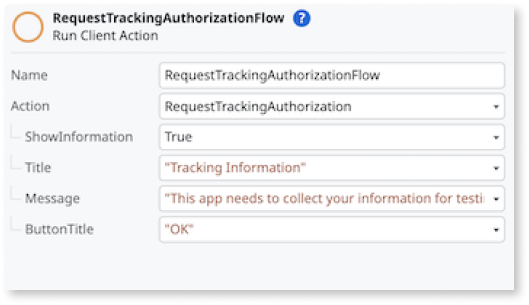 RequestTrackingAuthorizationFlow ?
Run Client Action
Name RequestTrackingAuthorizationFlow
Action RequestTrackingAuthorization
ShowInformation True
Title "Tracking Information"
Message "This app needs to collect your information for testi
ButtonTitle "OK"